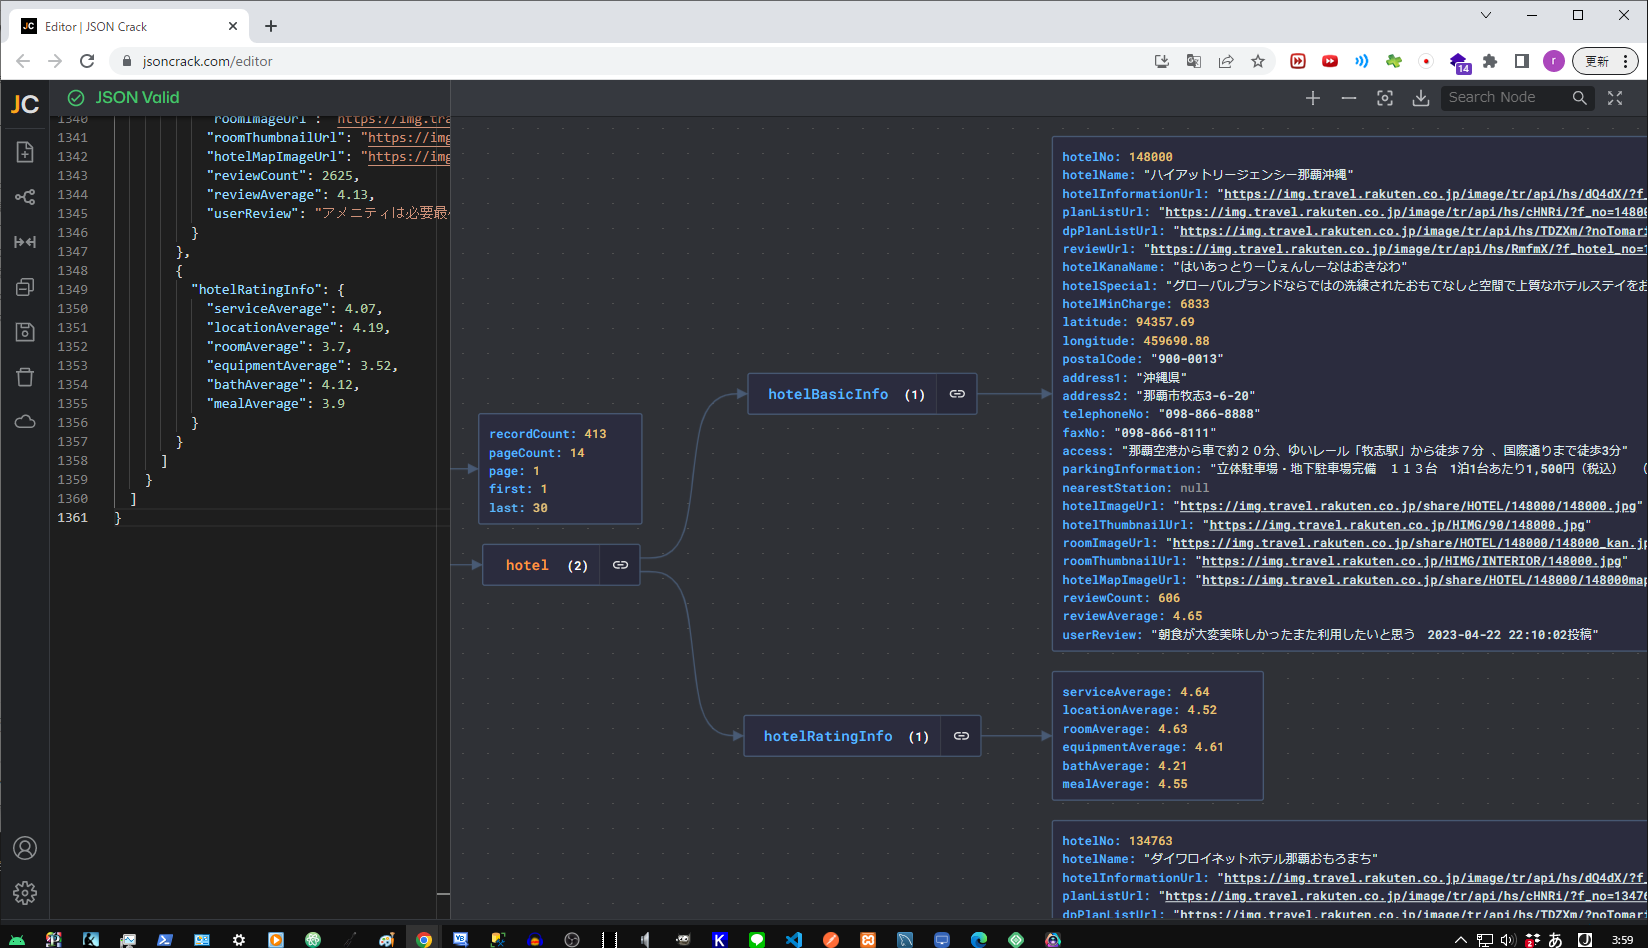 Editor | JSON Crack
jsoncrack.com/editor
14
r
更新
JC
JSON Valid
Search Node
1340 "roomImageUrl": "https://img.tra
1341 "roomThumbnailUrl": "https://img
1342 "hotelMapImageUrl": "https://img
1343 "reviewCount": 2625,
1344 "reviewAverage": 4.13,
1345 "userReview": "アメニティは必要最
1346 }
1347 },
1348 {
1349 "hotelRatingInfo": {
1350 "serviceAverage": 4.07,
1351 "locationAverage": 4.19,
1352 "roomAverage": 3.7,
1353 "equipmentAverage": 3.52,
1354 "bathAverage": 4.12,
1355 "mealAverage": 3.9
1356 }
1357 }
1358 ]
1359 }
1360 ]
1361 }
recordCount: 413
pageCount: 14
page: 1
first: 1
last: 30
hotel (2)
hotelBasicInfo (1)
hotelRatingInfo (1)
hotelNo: 148000
hotelName: "ハイアットリージェンシー那覇沖縄"
hotelInformationUrl: "https://img.travel.rakuten.co.jp/image/tr/api/hs/dQ4dX/?f_
planListUrl: "https://img.travel.rakuten.co.jp/image/tr/api/hs/cHNRi/?f_no=14800
dpPlanListUrl: "https://img.travel.rakuten.co.jp/image/tr/api/hs/TDZXm/?noTomari
reviewUrl: "https://img.travel.rakuten.co.jp/image/tr/api/hs/RmfmX/?f_hotel_no=1
hotelKanaName: "はいあっとりーじぇんしーなはおきなわ"
hotelSpecial: "グローバルブランドならではの洗練されたおもてなしと空間で上質なホテルステイをお
hotelMinCharge: 6833
latitude: 94357.69
longitude: 459690.88
postalCode: "900-0013"
address1: "沖縄県"
address2: "那覇市牧志3-6-20"
telephoneNo: "098-866-8888"
faxNo: "098-866-8111"
access: "那覇空港から車で約２０分、ゆいレール「牧志駅」から徒歩７分 、国際通りまで徒歩3分"
parkingInformation: "立体駐車場・地下駐車場完備　１１３台　1泊1台あたり1,500円（税込）　（
nearestStation: null
hotelImageUrl: "https://img.travel.rakuten.co.jp/share/HOTEL/148000/148000.jpg"
hotelThumbnailUrl: "https://img.travel.rakuten.co.jp/HIMG/90/148000.jpg"
roomImageUrl: "https://img.travel.rakuten.co.jp/share/HOTEL/148000/148000_kan.jp
roomThumbnailUrl: "https://img.travel.rakuten.co.jp/HIMG/INTERIOR/148000.jpg"
hotelMapImageUrl: "https://img.travel.rakuten.co.jp/share/HOTEL/148000/148000map
reviewCount: 606
reviewAverage: 4.65
userReview: "朝食が大変美味しかったまた利用したいと思う　2023-04-22 22:10:02投稿"
serviceAverage: 4.64
locationAverage: 4.52
roomAverage: 4.63
equipmentAverage: 4.61
bathAverage: 4.21
mealAverage: 4.55
hotelNo: 134763
hotelName: "ダイワロイネットホテル那覇おもろまち"
hotelInformationUrl: "https://img.travel.rakuten.co.jp/image/tr/api/hs/dQ4dX/?f_
planListUrl: "https://img.travel.rakuten.co.jp/image/tr/api/hs/cHNRi/?f_no=13476
dpPlanListUrl: "https://img.travel.rakuten.co.jp/image/tr/api/hs/TDZXm/?noTomari
あ
3:59